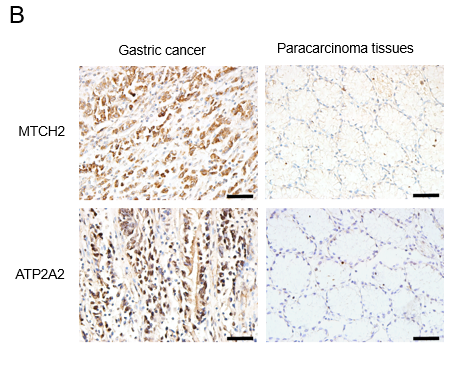 B
Gastric cancer
Paracarcinoma tissues
MTCH2
ATP2A2